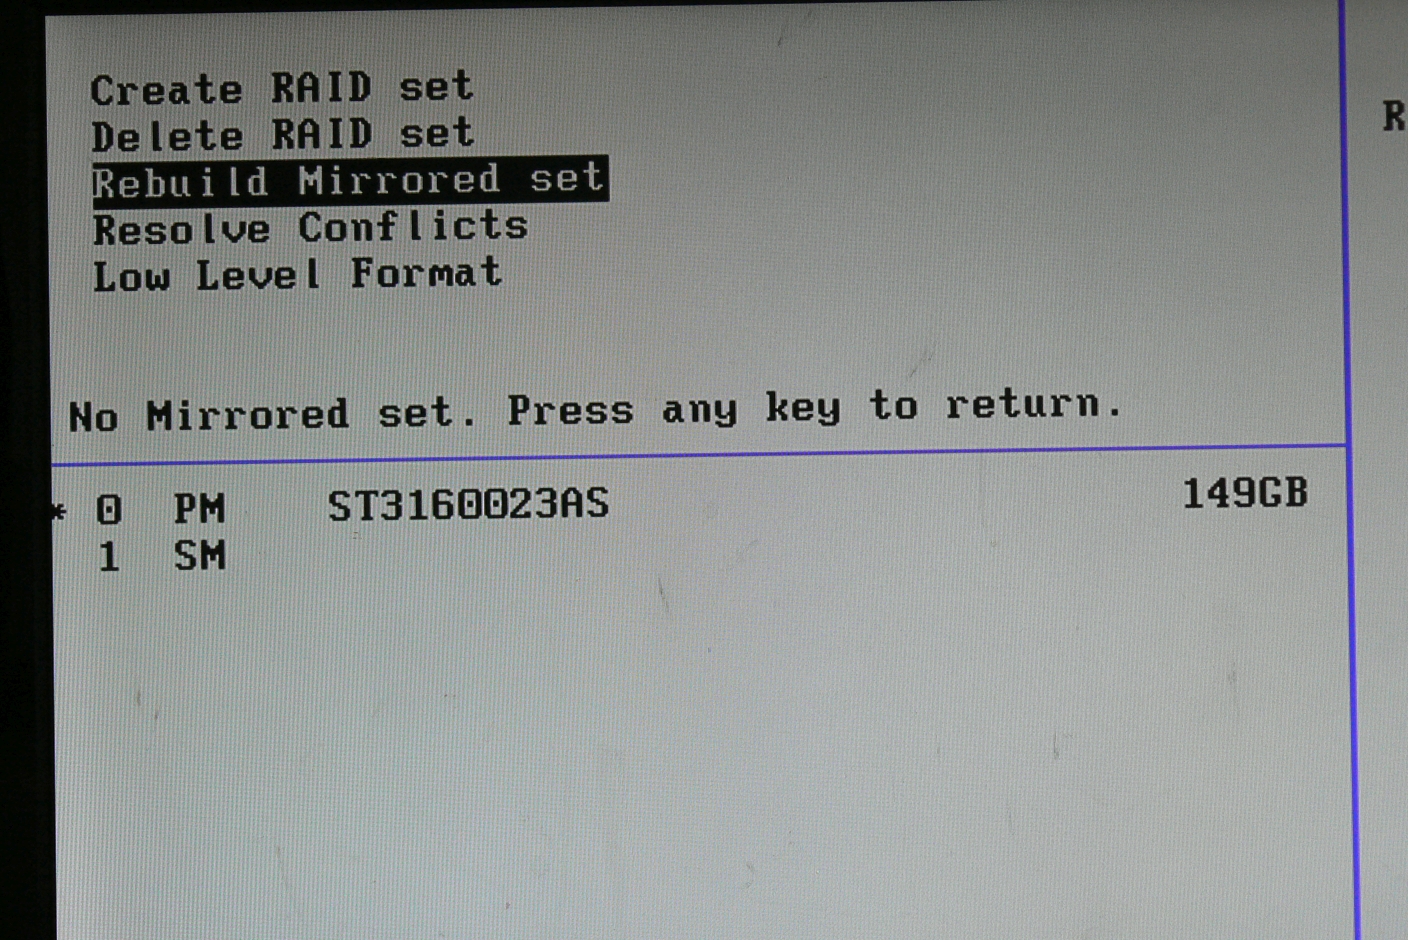 Create RAID set
Delete RAID set
Rebuild Mirrored set
Resolve Conflicts
Low Level Format
R
No Mirrored set. Press any key to return.
* 0 PM ST3160023AS 149GB
1 SM